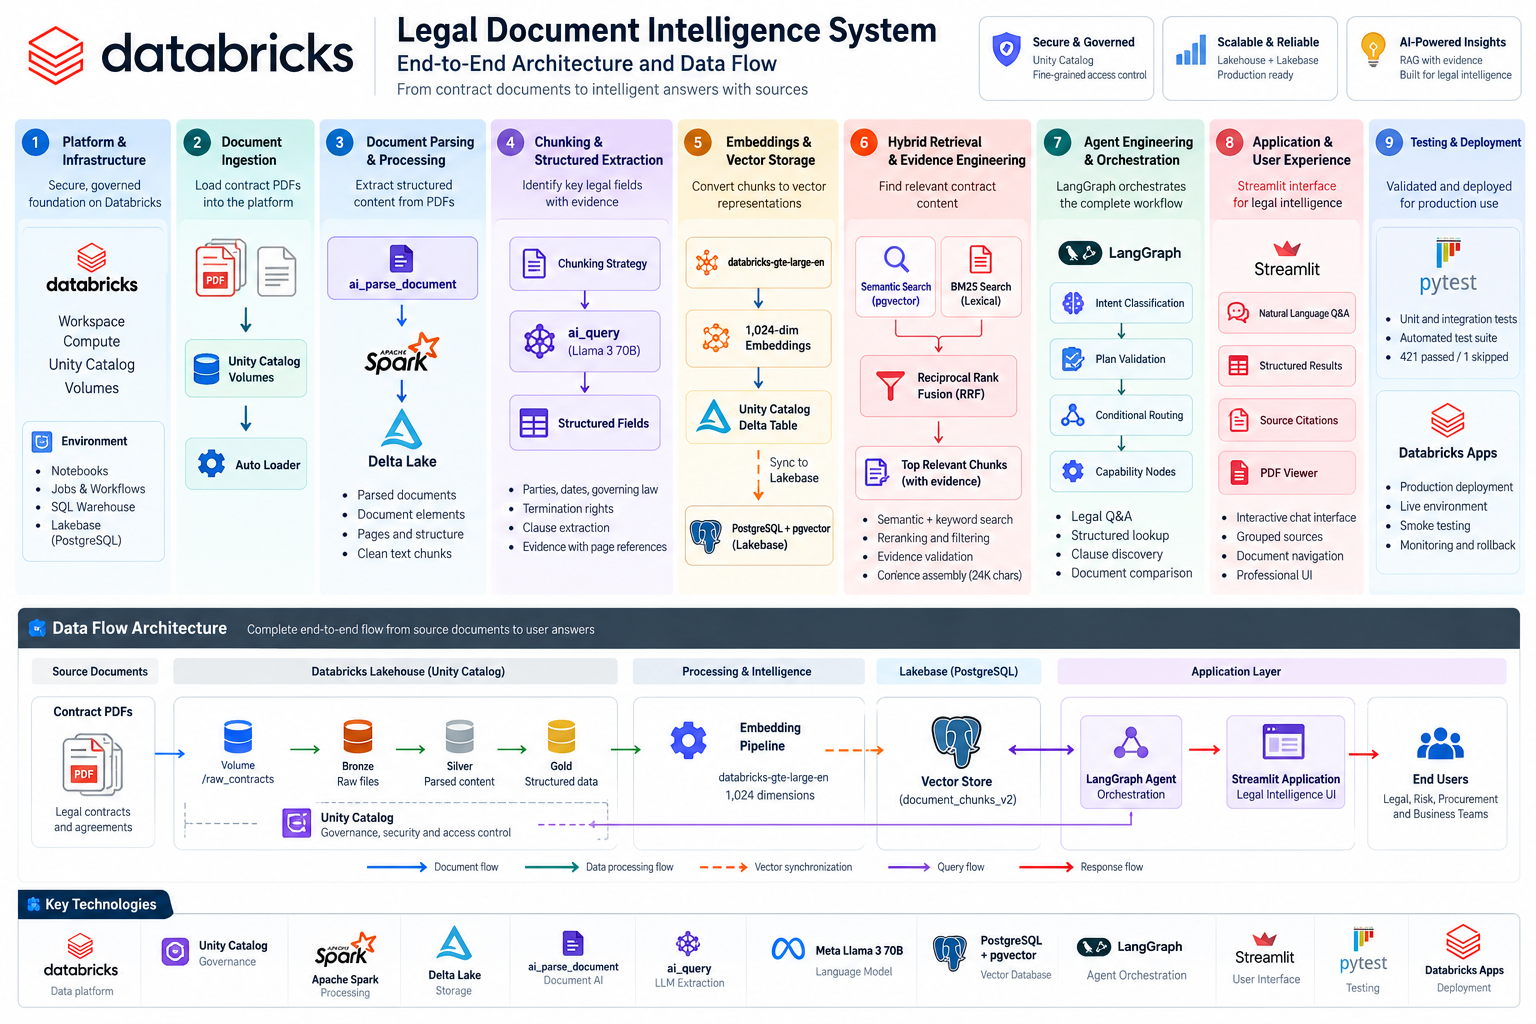 databricks
Legal Document Intelligence System
End-to-End Architecture and Data Flow
From contract documents to intelligent answers with sources
Secure & Governed
Unity Catalog
Fine-grained access control
Scalable & Reliable
Lakehouse + Lakebase
Production ready
AI-Powered Insights
RAG with evidence
Built for legal intelligence
1
Platform &
Infrastructure
Secure, governed
foundation on Databricks
databricks
Workspace
Compute
Unity Catalog
Volumes
Environment
• Notebooks
• Jobs & Workflows
• SQL Warehouse
• Lakebase
(PostgreSQL)
2
Document
Ingestion
Load contract PDFs
into the platform
PDF
Unity Catalog
Volumes
Auto Loader
3
Document Parsing
& Processing
Extract structured
content from PDFs
ai_parse_document
APACHE
Spark
Delta Lake
• Parsed documents
• Document elements
• Pages and structure
• Clean text chunks
4
Chunking &
Structured Extraction
Identify key legal fields
with evidence
Chunking Strategy
ai_query
(Llama 3 70B)
Structured Fields
• Parties, dates, governing law
• Termination rights
• Clause extraction
• Evidence with page references
5
Embeddings &
Vector Storage
Convert chunks to vector
representations
databricks-gte-large-en
1,024-dim
Embeddings
Unity Catalog
Delta Table
Sync to
Lakebase
PostgreSQL + pgvector
(Lakebase)
6
Hybrid Retrieval
& Evidence Engineering
Find relevant contract
content
Semantic Search
(pgvector)
BM25 Search
(Lexical)
Reciprocal Rank
Fusion (RRF)
Top Relevant Chunks
(with evidence)
• Semantic + keyword search
• Reranking and filtering
• Evidence validation
• Conience assembly (24K chars)
7
Agent Engineering
& Orchestration
LangGraph orchestrates
the complete workflow
LangGraph
Intent Classification
Plan Validation
Conditional Routing
Capability Nodes
• Legal Q&A
• Structured lookup
• Clause discovery
• Document comparison
8
Application &
User Experience
Streamlit interface
for legal intelligence
Streamlit
Natural Language Q&A
Structured Results
Source Citations
PDF Viewer
• Interactive chat interface
• Grouped sources
• Document navigation
• Professional UI
9
Testing & Deployment
Validated and deployed
for production use
pytest
• Unit and integration tests
• Automated test suite
• 421 passed / 1 skipped
Databricks Apps
• Production deployment
• Live environment
• Smoke testing
• Monitoring and rollback
Data Flow Architecture
Complete end-to-end flow from source documents to user answers
Source Documents
Databricks Lakehouse (Unity Catalog)
Processing & Intelligence
Lakebase (PostgreSQL)
Application Layer
Contract PDFs
PDF
Legal contracts
and agreements
Volume
/raw_contracts
Bronze
Raw files
Silver
Parsed content
Gold
Structured data
Unity Catalog
Governance, security and access control
Embedding
Pipeline
databricks-gte-large-en
1,024 dimensions
Vector Store
(document_chunks_v2)
LangGraph Agent
Orchestration
Streamlit Application
Legal Intelligence UI
End Users
Legal, Risk, Procurement
and Business Teams
Document flow
Data processing flow
Vector synchronization
Query flow
Response flow
Key Technologies
databricks
Data platform
Unity Catalog
Governance
APACHE
Spark
Apache Spark
Processing
Delta Lake
Storage
ai_parse_document
Document AI
ai_query
LLM Extraction
Meta Llama 3 70B
Language Model
PostgreSQL
+ pgvector
Vector Database
LangGraph
Agent Orchestration
Streamlit
User Interface
pytest
Testing
Databricks Apps
Deployment